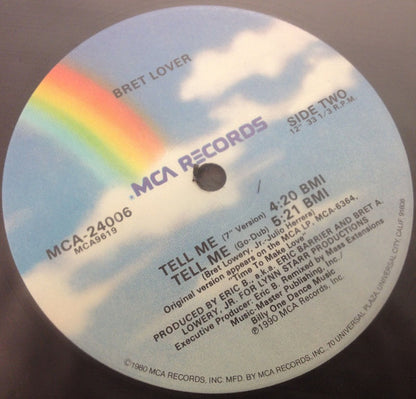 BRET LOVER
MCA RECORDS
MCA-24006
MCA9619
SIDE TWO
12" 33 1/3 R.P.M.
TELL ME (7" Version) 4:20 BMI
TELL ME (Go-Dub) 5:21 BMI
(Bret Lowery, Jr./Julio Herrera)
Original version appears on the MCA LP, MCA-6364,
"Time To Make Love"
PRODUCED BY ERIC B. a.k.a. ERIC BARRIER AND BRET A.
LOWERY, JR. FOR LYNN STARR PRODUCTIONS
Executive Producer: Eric B. Remixed by Mass Extensions
Music Master Publishing, Inc./
Billy One Dance Music
℗1990 MCA Records, Inc.
©1980 MCA RECORDS, INC. MFD. BY MCA RECORDS, INC. 70 UNIVERSAL PLAZA, UNIVERSAL CITY, CALIF. 91608